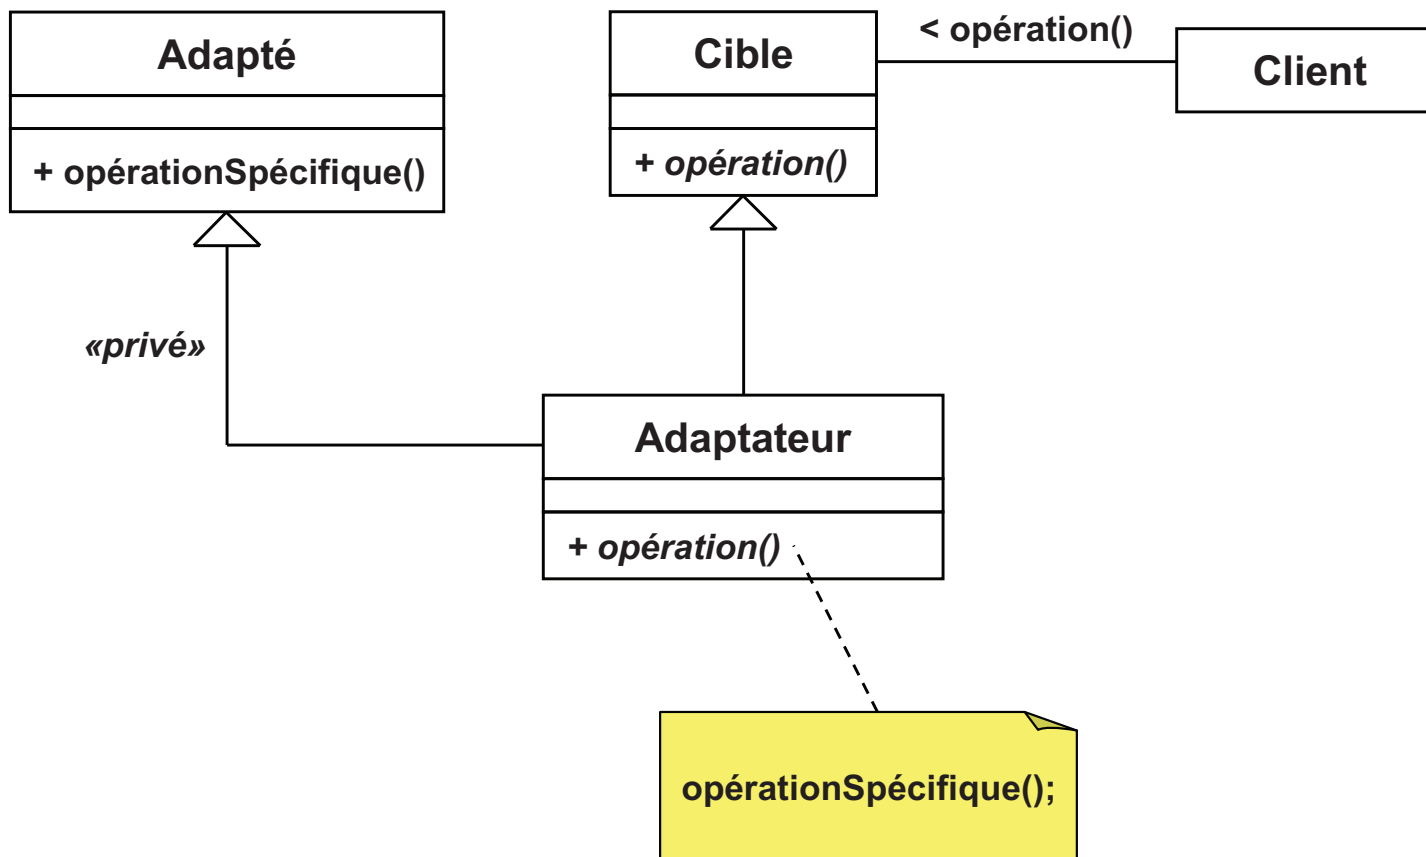 Adapté
+ opérationSpécifique()
Cible
+ opération()
< opération()
Client
«privé»
Adaptateur
+ opération()
opérationSpécifique();